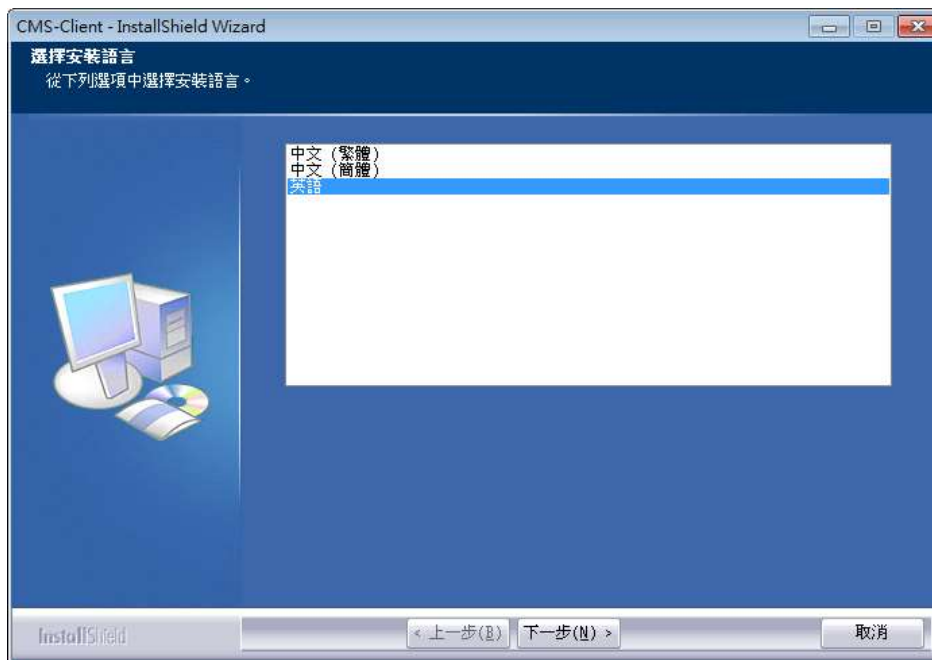 CMS-Client - InstallShield Wizard
選擇安裝語言
從下列選項中選擇安裝語言。
中文 (繁體)
中文 (簡體)
英語
InstallShield
< 上一步(B)
下一步(N) >
取消